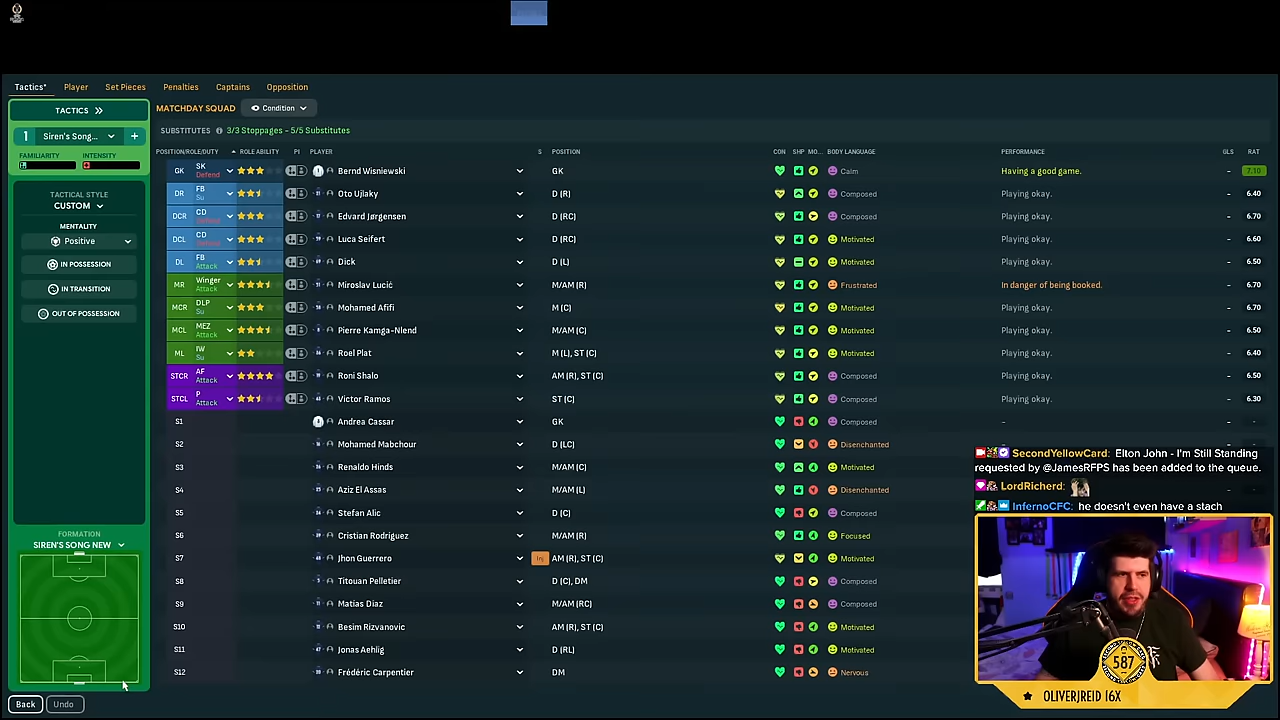 Tactics* Player Set Pieces Penalties Captains Opposition
TACTICS
MATCHDAY SQUAD Condition
1 Siren's Song...
SUBSTITUTES 3/3 Stoppages - 5/5 Substitutes
FAMILIARITY INTENSITY
POSITION/ROLE/DUTY ROLE ABILITY PI PLAYER S POSITION CON SHP MO... BODY LANGUAGE PERFORMANCE GLS RAT
GK SK Defend Bernd Wisniewski GK Calm Having a good game. - 7.10
DR FB Su Oto Ujlaky D (R) Composed Playing okay. - 6.40
DCR CD Defend Edvard Jørgensen D (RC) Composed Playing okay. - 6.70
DCL CD Defend Luca Seifert D (RC) Motivated Playing okay. - 6.60
DL FB Attack Dick D (L) Motivated Playing okay. - 6.50
MR Winger Attack Miroslav Lucić M/AM (R) Frustrated In danger of being booked. - 6.70
MCR DLP Su Mohamed Afifi M (C) Motivated Playing okay. - 6.70
MCL MEZ Attack Pierre Kamga-Nlend M/AM (C) Motivated Playing okay. - 6.50
ML IW Su Roel Plat M (L), ST (C) Motivated Playing okay. - 6.40
STCR AF Attack Roni Shalo AM (R), ST (C) Composed Playing okay. - 6.50
STCL P Attack Victor Ramos ST (C) Composed Playing okay. - 6.30
S1 Andrea Cassar GK Composed - - -
S2 Mohamed Mabchour D (LC) Disenchanted
S3 Renaldo Hinds M/AM (C) Motivated
S4 Aziz El Assas M/AM (L) Disenchanted
S5 Stefan Alic D (C) Composed
S6 Cristian Rodriguez M/AM (R) Focused
S7 Jhon Guerrero Inj AM (R), ST (C) Motivated
S8 Titouan Pelletier D (C), DM Composed
S9 Matías Díaz M/AM (RC) Composed
S10 Besim Rizvanovic AM (R), ST (C) Motivated
S11 Jonas Aehlig D (RL) Motivated
S12 Frédéric Carpentier DM Nervous
TACTICAL STYLE
CUSTOM
MENTALITY
Positive
IN POSSESSION
IN TRANSITION
OUT OF POSSESSION
FORMATION
SIREN'S SONG NEW
Back Undo
SecondYellowCard: Elton John - I'm Still Standing
requested by @JamesRFPS has been added to the queue.
LordRicherd:
InfernoCFC: he doesn't even have a stach
587
OLIVERJREID16X